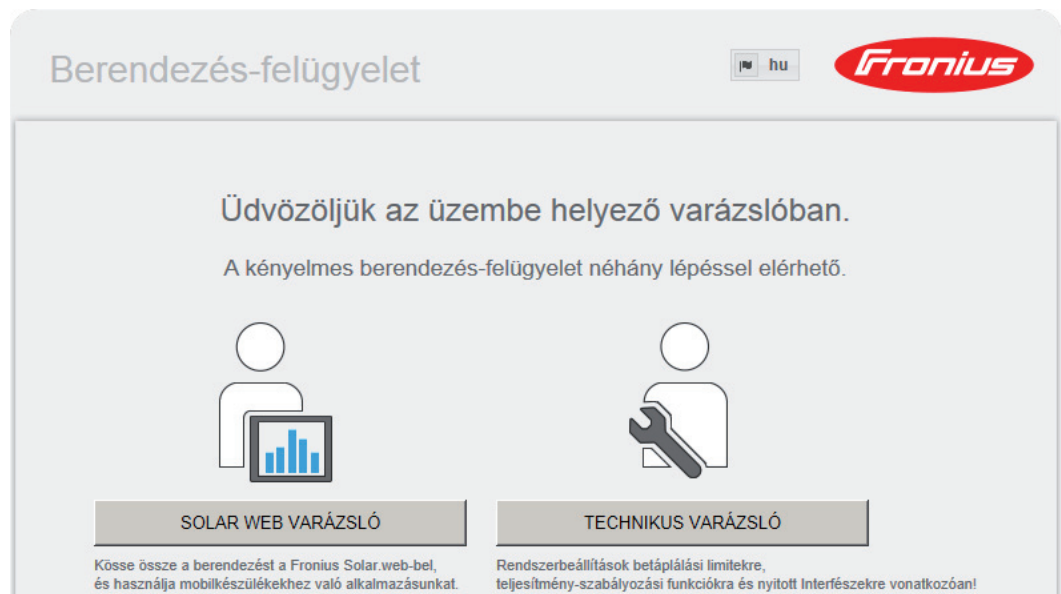 Berendezés-felügyelet
hu
Fronius
Üdvözöljük az üzembe helyező varázslóban.
A kényelmes berendezés-felügyelet néhány lépéssel elérhető.
SOLAR WEB VARÁZSLÓ
Kösse össze a berendezést a Fronius Solar.web-bel,
és használja mobilkészülékekhez való alkalmazásunkat.
TECHNIKUS VARÁZSLÓ
Rendszerbeállítások betáplálási limitekre,
teljesítmény-szabályozási funkciókra és nyitott Interfészekre vonatkozóan!